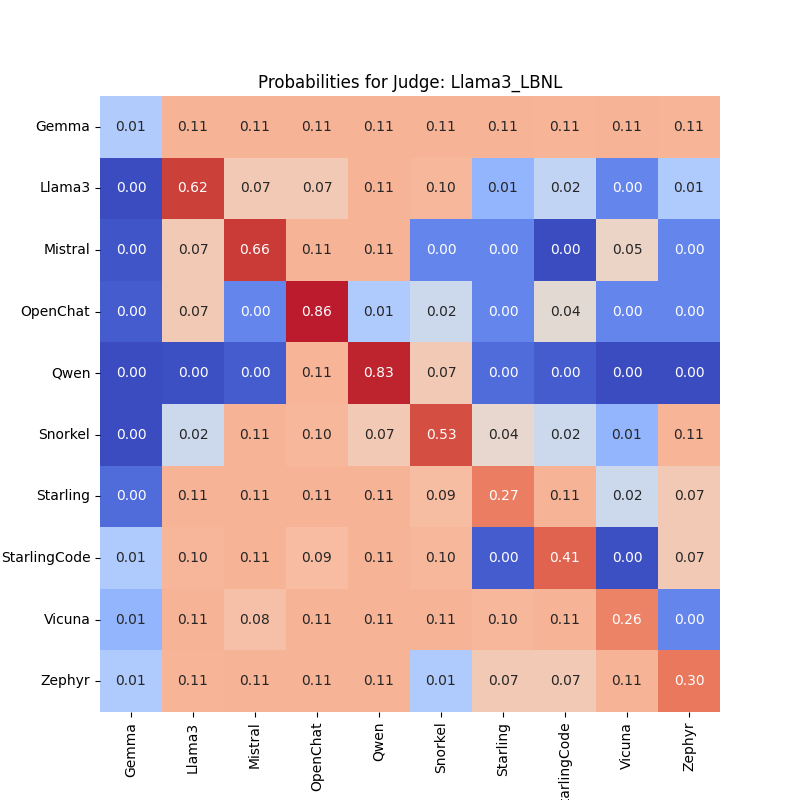 Probabilities for Judge: Llama3_LBNL
Gemma 0.01 0.11 0.11 0.11 0.11 0.11 0.11 0.11 0.11 0.11
Llama3 0.00 0.62 0.07 0.07 0.11 0.10 0.01 0.02 0.00 0.01
Mistral 0.00 0.07 0.66 0.11 0.11 0.00 0.00 0.00 0.05 0.00
OpenChat 0.00 0.07 0.00 0.86 0.01 0.02 0.00 0.04 0.00 0.00
Qwen 0.00 0.00 0.00 0.11 0.83 0.07 0.00 0.00 0.00 0.00
Snorkel 0.00 0.02 0.11 0.10 0.07 0.53 0.04 0.02 0.01 0.11
Starling 0.00 0.11 0.11 0.11 0.11 0.09 0.27 0.11 0.02 0.07
StarlingCode 0.01 0.10 0.11 0.09 0.11 0.10 0.00 0.41 0.00 0.07
Vicuna 0.01 0.11 0.08 0.11 0.11 0.11 0.10 0.11 0.26 0.00
Zephyr 0.01 0.11 0.11 0.11 0.11 0.01 0.07 0.07 0.11 0.30
Gemma Llama3 Mistral OpenChat Qwen Snorkel Starling arlingCode Vicuna Zephyr